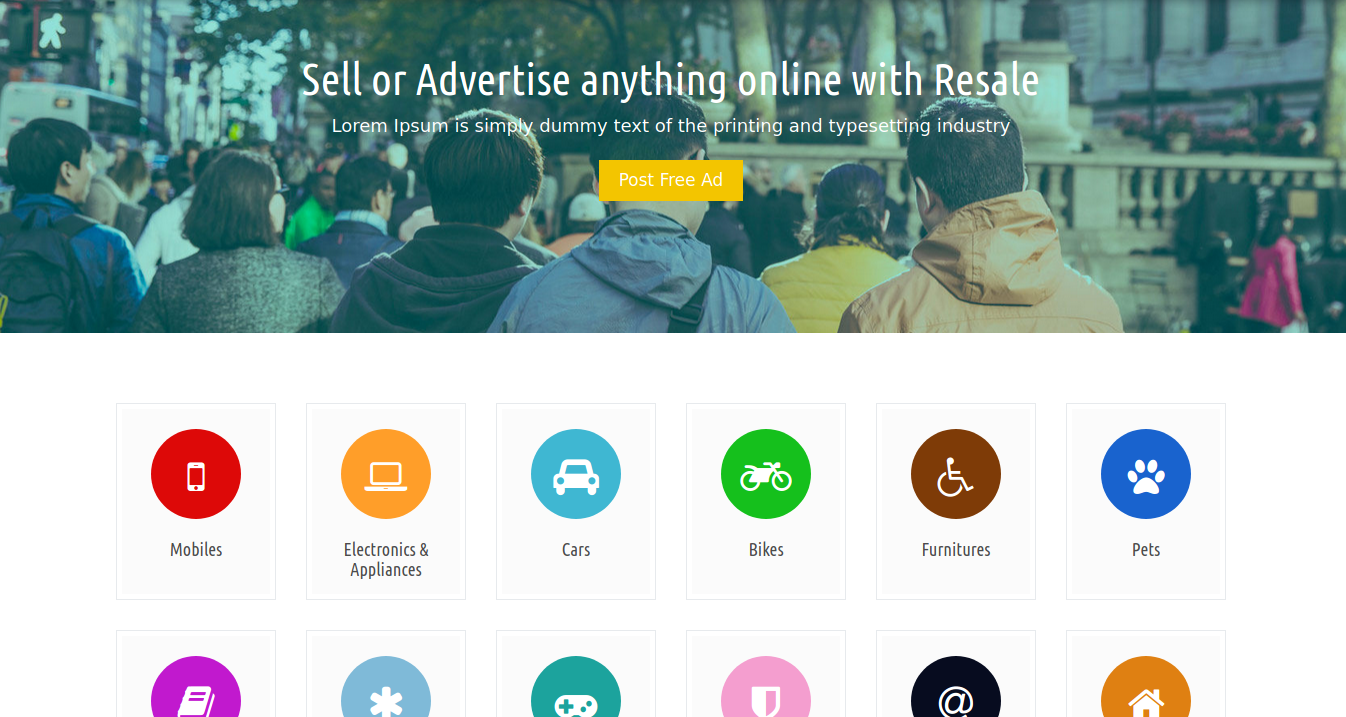 Sell or Advertise anything online with Resale
Lorem Ipsum is simply dummy text of the printing and typesetting industry
Post Free Ad
Mobiles
Electronics &
Appliances
Cars
Bikes
Furnitures
Pets
@